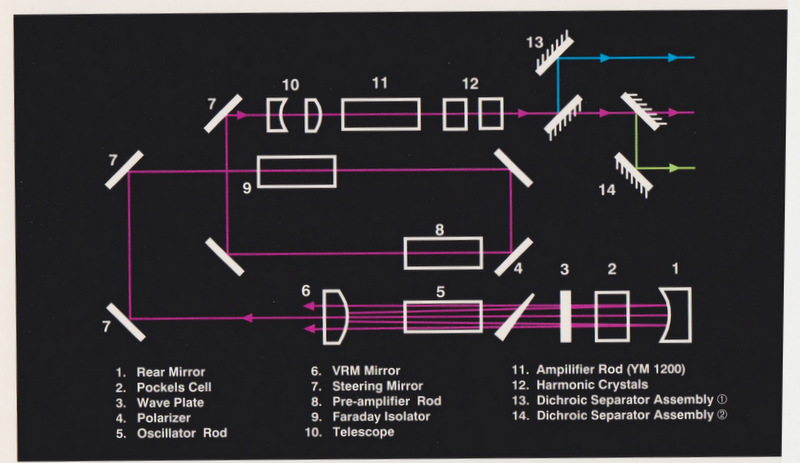 13
10
11
12
7
7
9
14
8
4
6
5
3
2
1
7
1. Rear Mirror
2. Pockels Cell
3. Wave Plate
4. Polarizer
5. Oscillator Rod
6. VRM Mirror
7. Steering Mirror
8. Pre-amplifier Rod
9. Faraday Isolator
10. Telescope
11. Ampilifier Rod (YM 1200)
12. Harmonic Crystals
13. Dichroic Separator Assembly ①
14. Dichroic Separator Assembly ②